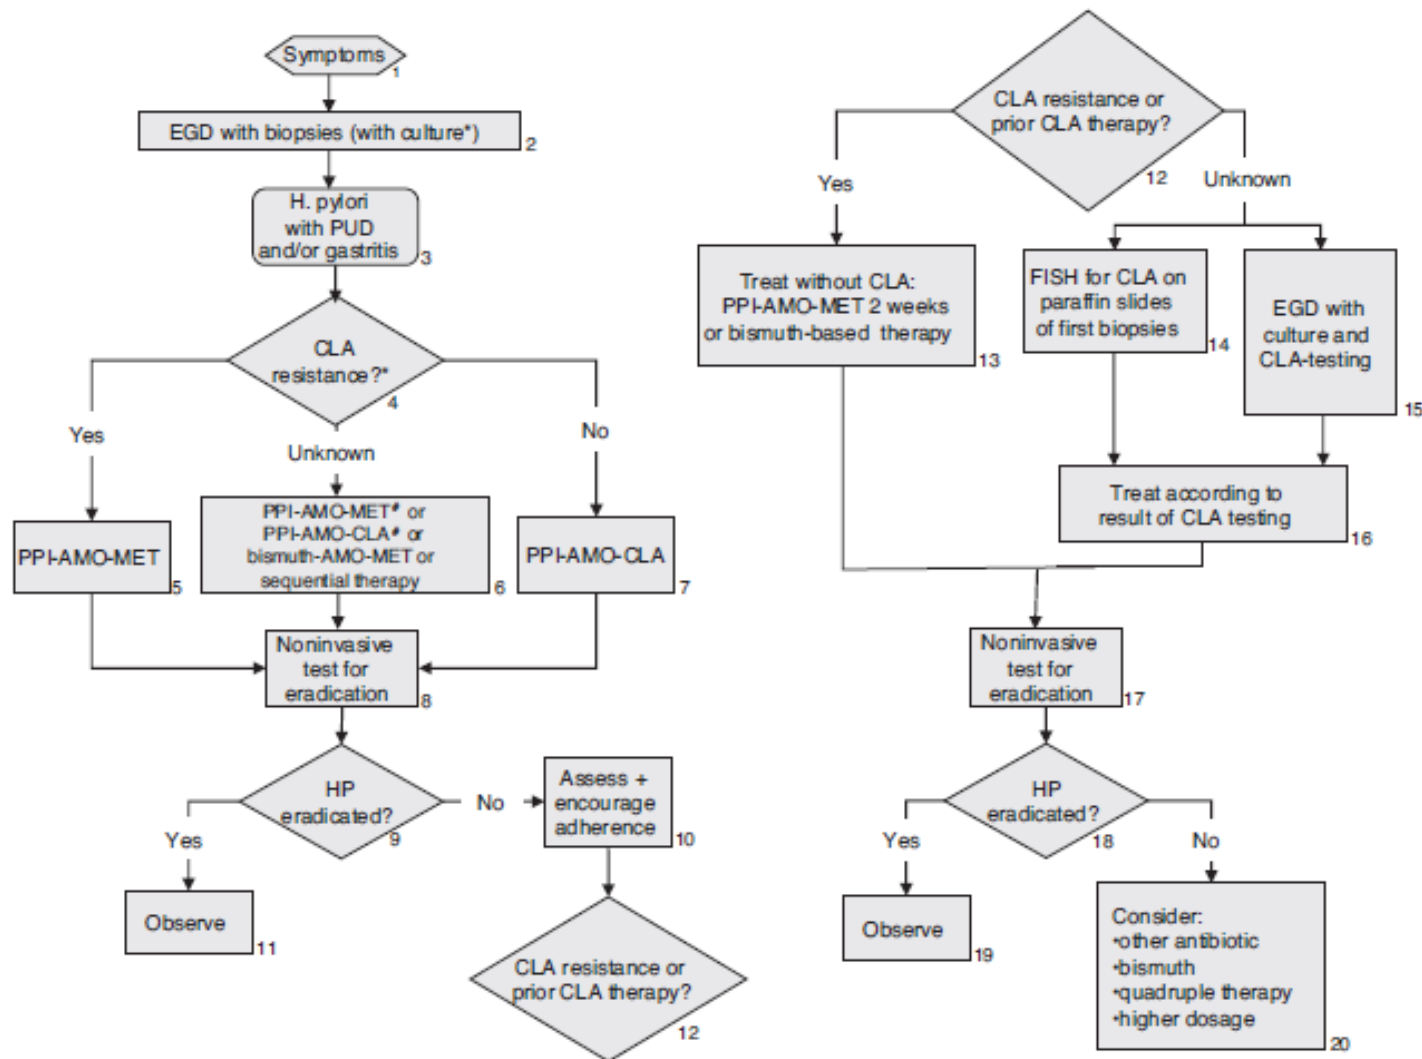 Symptoms
1
EGD with biopsies (with culture*)
2
H. pylori
with PUD
and/or gastritis
3
CLA
resistance?*
4
Yes
Unknown
No
PPI-AMO-MET
5
PPI-AMO-MET# or
PPI-AMO-CLA# or
bismuth-AMO-MET or
sequential therapy
6
PPI-AMO-CLA
7
Noninvasive
test for
eradication
8
HP
eradicated?
9
Yes
No
Assess +
encourage
adherence
10
Observe
11
CLA resistance or
prior CLA therapy?
12
CLA resistance or
prior CLA therapy?
12
Yes
Unknown
Treat without CLA:
PPI-AMO-MET 2 weeks
or bismuth-based therapy
13
FISH for CLA on
paraffin slides
of first biopsies
14
EGD with
culture and
CLA-testing
15
Treat according to
result of CLA testing
16
Noninvasive
test for
eradication
17
HP
eradicated?
18
Yes
No
Observe
19
Consider:
•other antibiotic
•bismuth
•quadruple therapy
•higher dosage
20